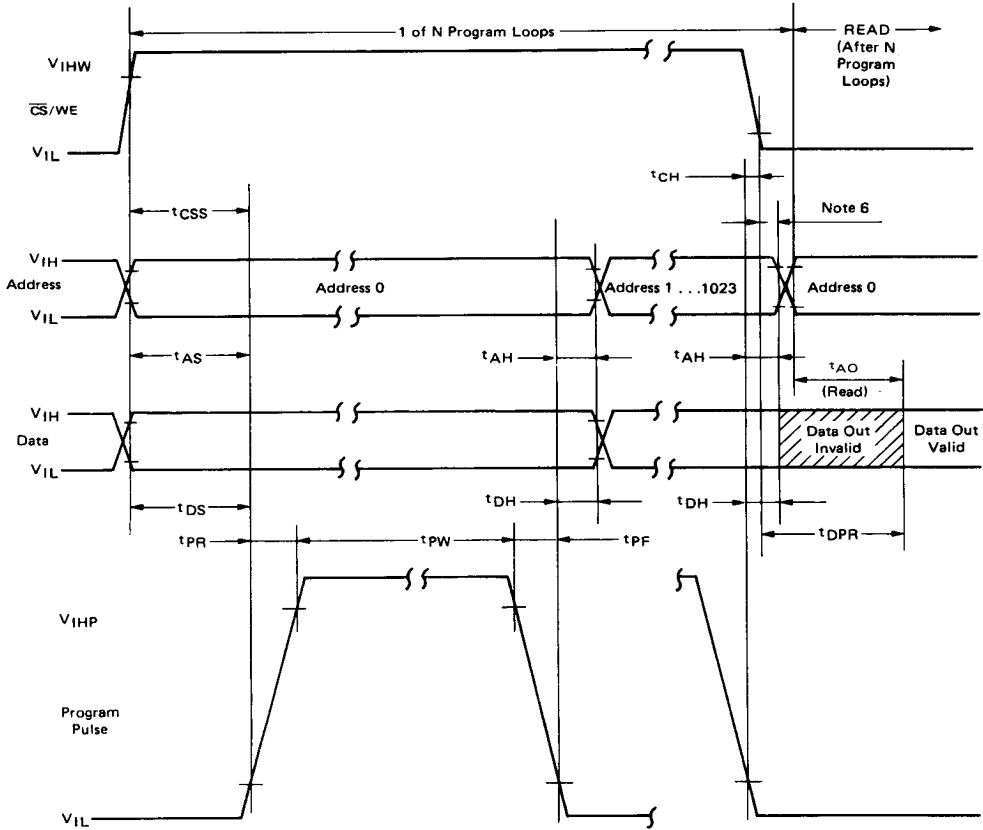 1 of N Program Loops
READ
(After N
Program
Loops)
VIHW
CS/WE
VIL
tCH
tCSS
Note 6
VIH
Address
VIL
Address 0
Address 1 . . .1023
Address 0
tAS
tAH
tAH
tAO
(Read)
VIH
Data
VIL
Data Out
Invalid
Data Out
Valid
tDS
tDH
tDH
tDPR
tPR
tPW
tPF
VIHP
Program
Pulse
VIL